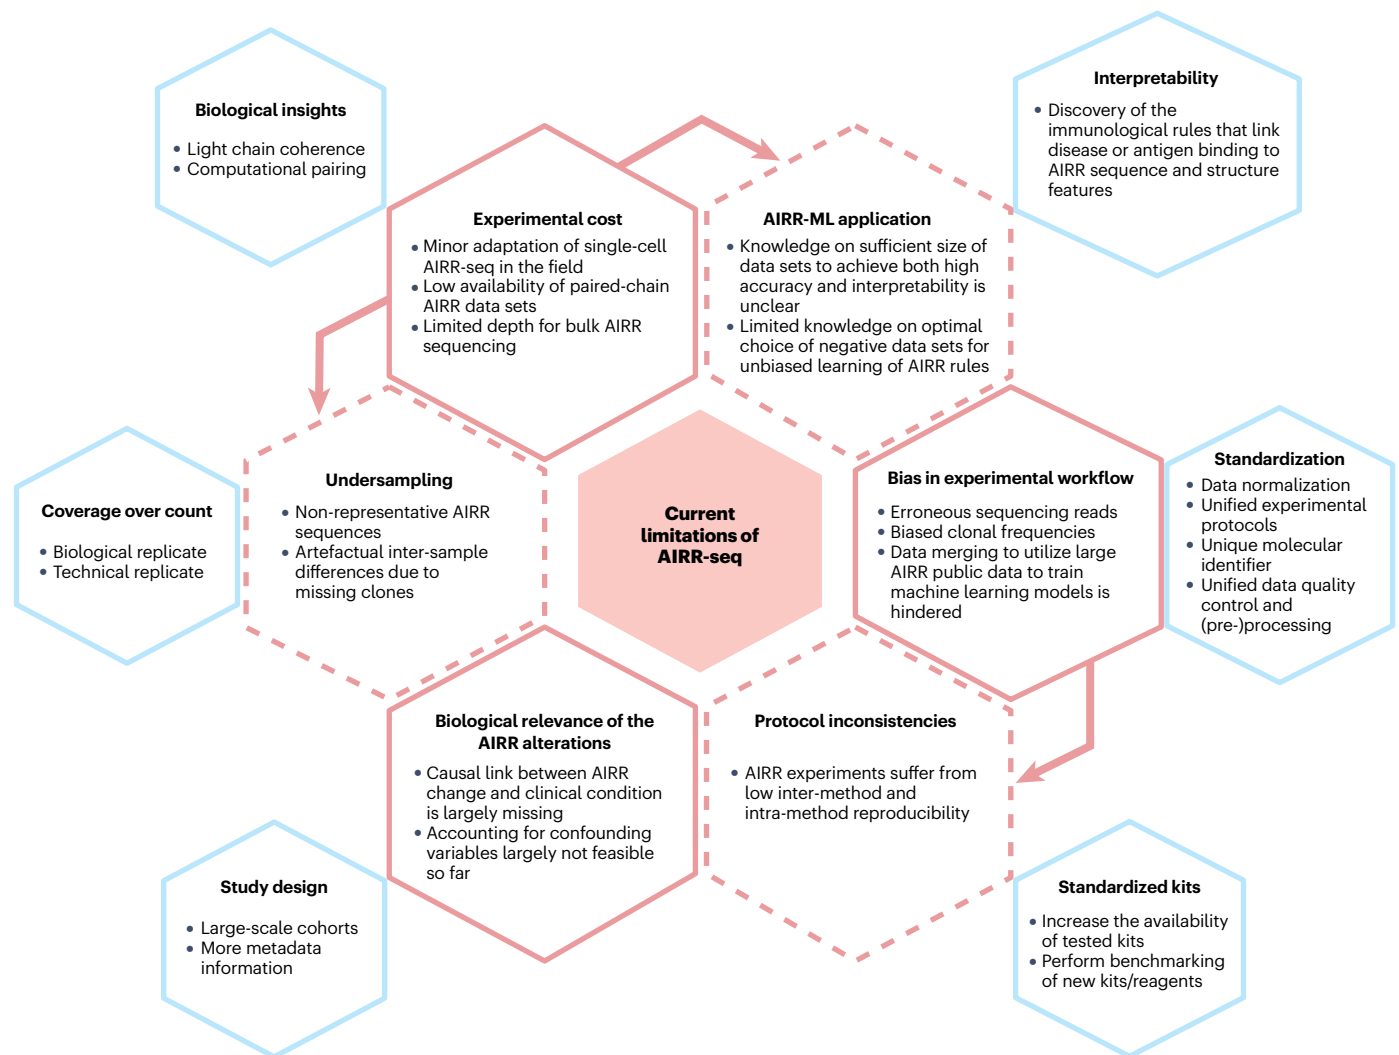 Biological insights
• Light chain coherence
• Computational pairing
Interpretability
• Discovery of the
immunological rules that link
disease or antigen binding to
AIRR sequence and structure
features
Experimental cost
• Minor adaptation of single-cell
AIRR-seq in the field
• Low availability of paired-chain
AIRR data sets
• Limited depth for bulk AIRR
sequencing
AIRR-ML application
• Knowledge on sufficient size of
data sets to achieve both high
accuracy and interpretability is
unclear
• Limited knowledge on optimal
choice of negative data sets for
unbiased learning of AIRR rules
Coverage over count
• Biological replicate
• Technical replicate
Undersampling
• Non-representative AIRR
sequences
• Artefactual inter-sample
differences due to
missing clones
Current
limitations of
AIRR-seq
Bias in experimental workflow
• Erroneous sequencing reads
• Biased clonal frequencies
• Data merging to utilize large
AIRR public data to train
machine learning models is
hindered
Standardization
• Data normalization
• Unified experimental
protocols
• Unique molecular
identifier
• Unified data quality
control and
(pre-)processing
Biological relevance of the
AIRR alterations
• Causal link between AIRR
change and clinical condition
is largely missing
• Accounting for confounding
variables largely not feasible
so far
Protocol inconsistencies
• AIRR experiments suffer from
low inter-method and
intra-method reproducibility
Study design
• Large-scale cohorts
• More metadata
information
Standardized kits
• Increase the availability
of tested kits
• Perform benchmarking
of new kits/reagents